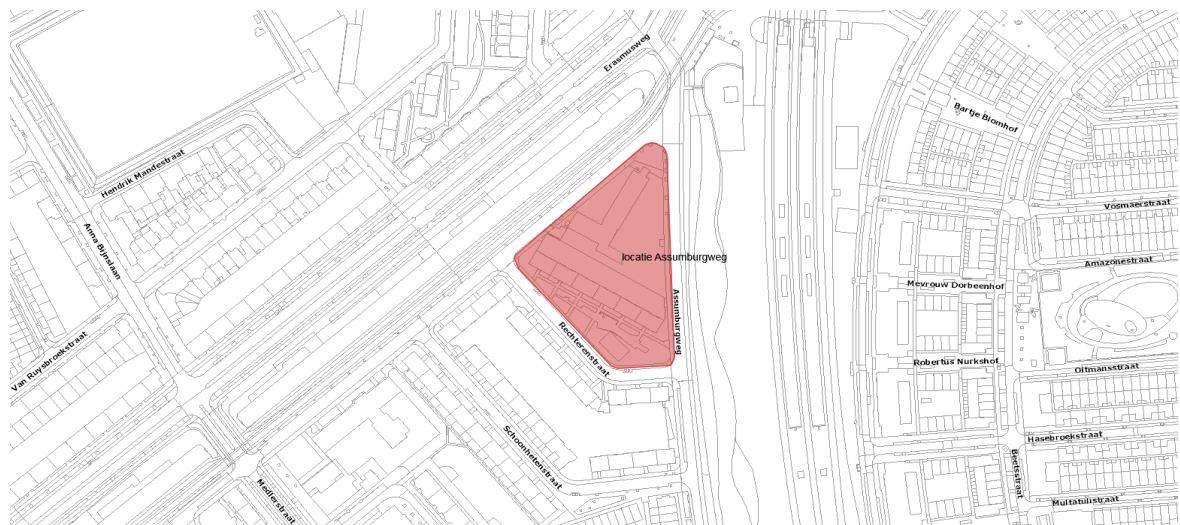 Erasmusweg
Bartje Blomhof
Hendrik Mandestraat
Vosmaerstraat
Anna Bijnslaan
locatie Assumburgweg
Amazonestraat
Mevrouw Dorbeenhof
Assumburgweg
Van Ruysbroekstraat
Rechterenstraat
Robertus Nurkshof
Oltmansstraat
Schoonhetenstraat
Hasebroekstraat
Beetsstraat
Medlerstraat
Multatulistraat